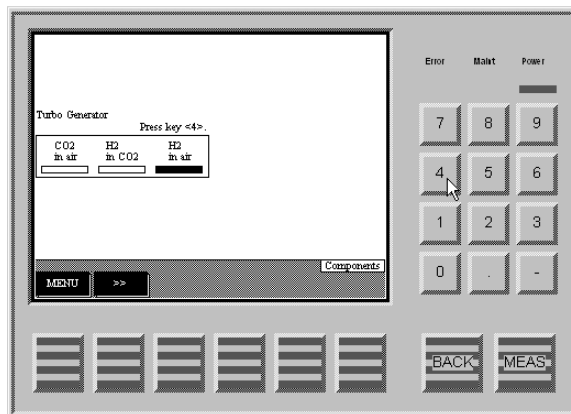 Error Maint Power
Turbo Generator
Press key <4>.
CO2 H2 H2
in air in CO2 in air
Components
MENU >>
7 8 9
4 5 6
1 2 3
0 . -
BACK MEAS